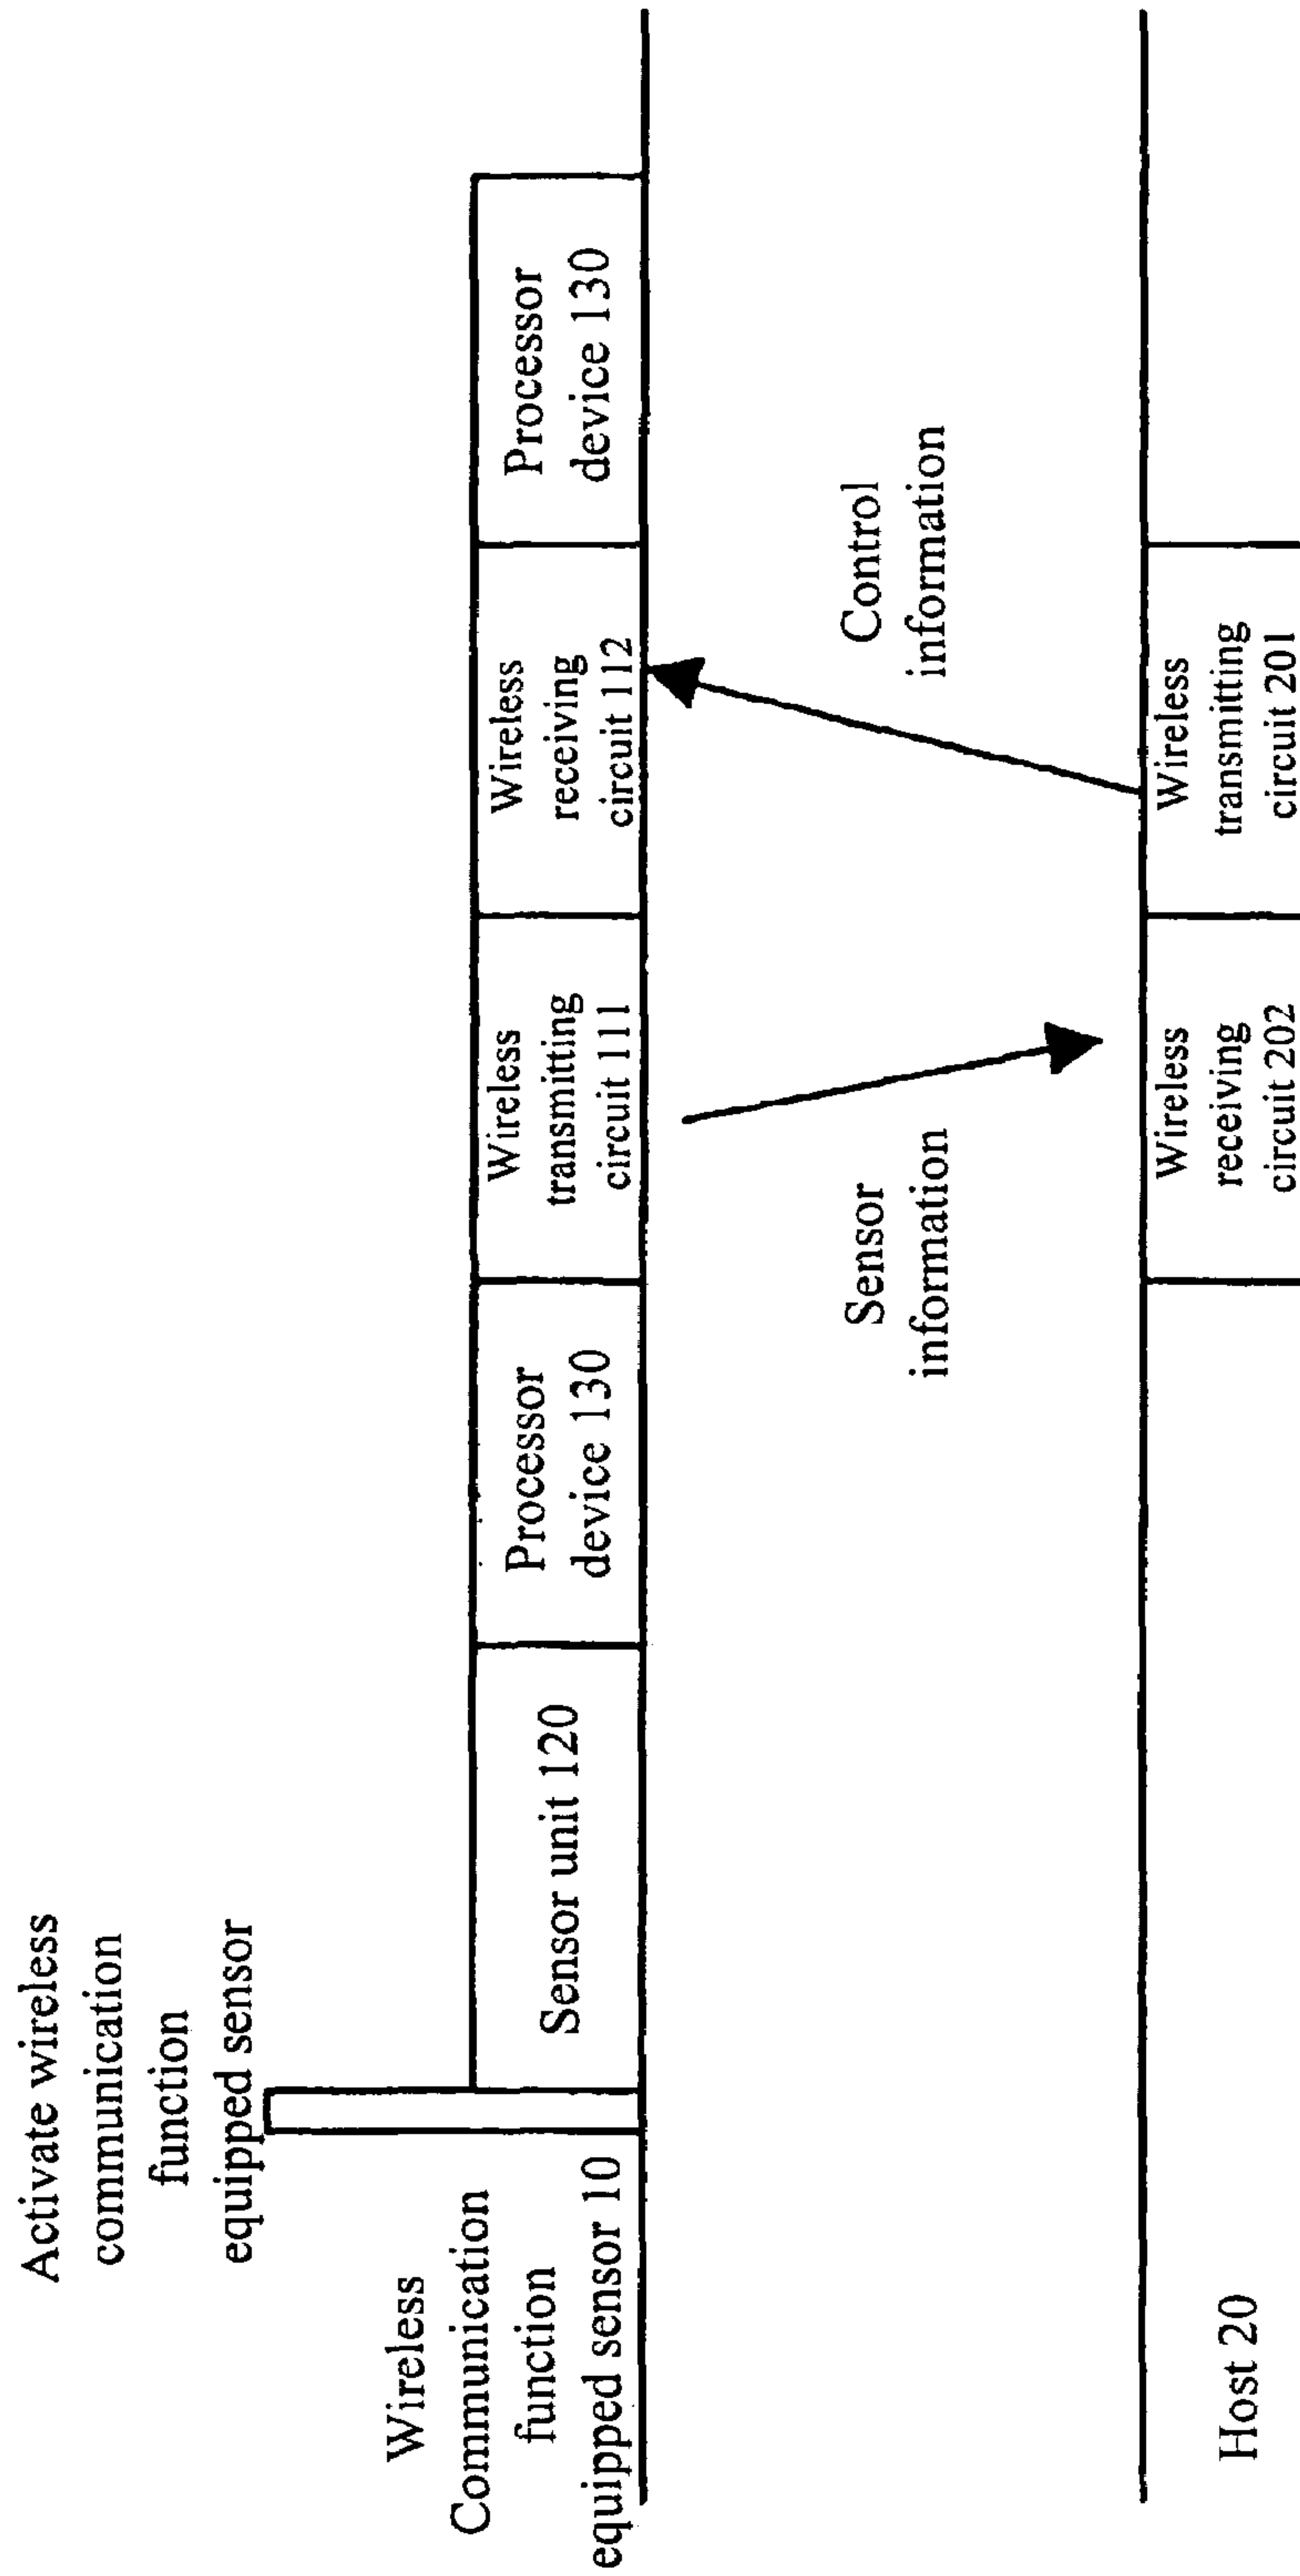 Activate wireless
communication
function
equipped sensor
Wireless
Communication
function
equipped sensor 10
Sensor unit 120
Processor
device 130
Wireless
transmitting
circuit 111
Wireless
receiving
circuit 112
Processor
device 130
Sensor
information
Control
information
Host 20
Wireless
receiving
circuit 202
Wireless
transmitting
circuit 201